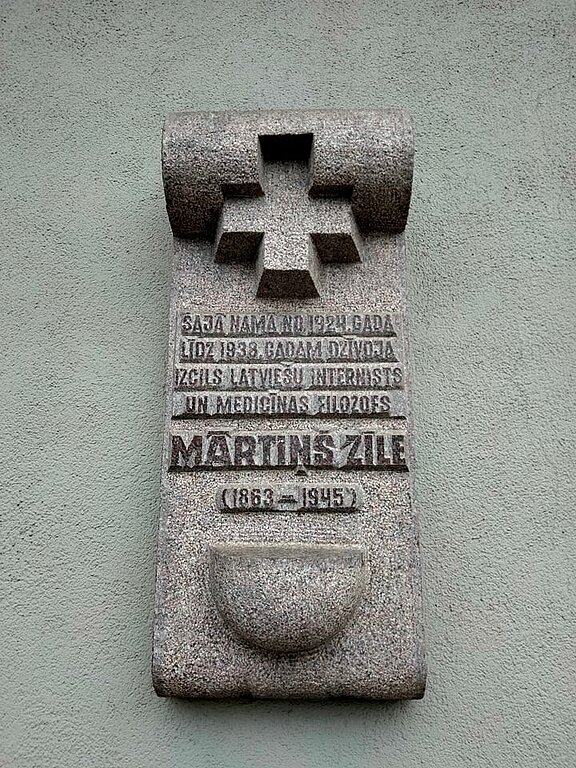 ŠAJĀ NAMĀ NO 1924. GADA
LĪDZ 1938. GADAM DZĪVOJA
IZCILS LATVIEŠU INTERNISTS
UN MEDICĪNAS FILOZOFS
MĀRTIŅŠ ZĪLE
(1863 – 1945)